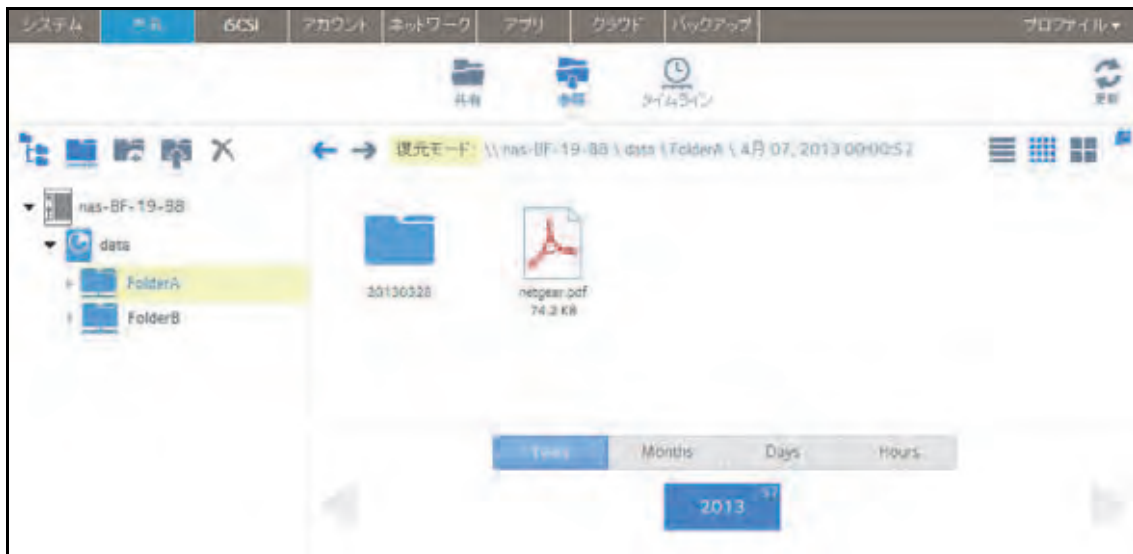 システム 共有 iSCSI アカウント ネットワーク アプリ クラウド バックアップ プロファイル
共有 参照 タイムライン 更新
復元モード: \\ nas-BF-19-B8 \ data \ FolderA \ 4月 07, 2013 00:00:52
nas-BF-19-B8
data
FolderA
FolderB
20130328
netgear.pdf
74.2 KB
Years Months Days Hours
2013 52